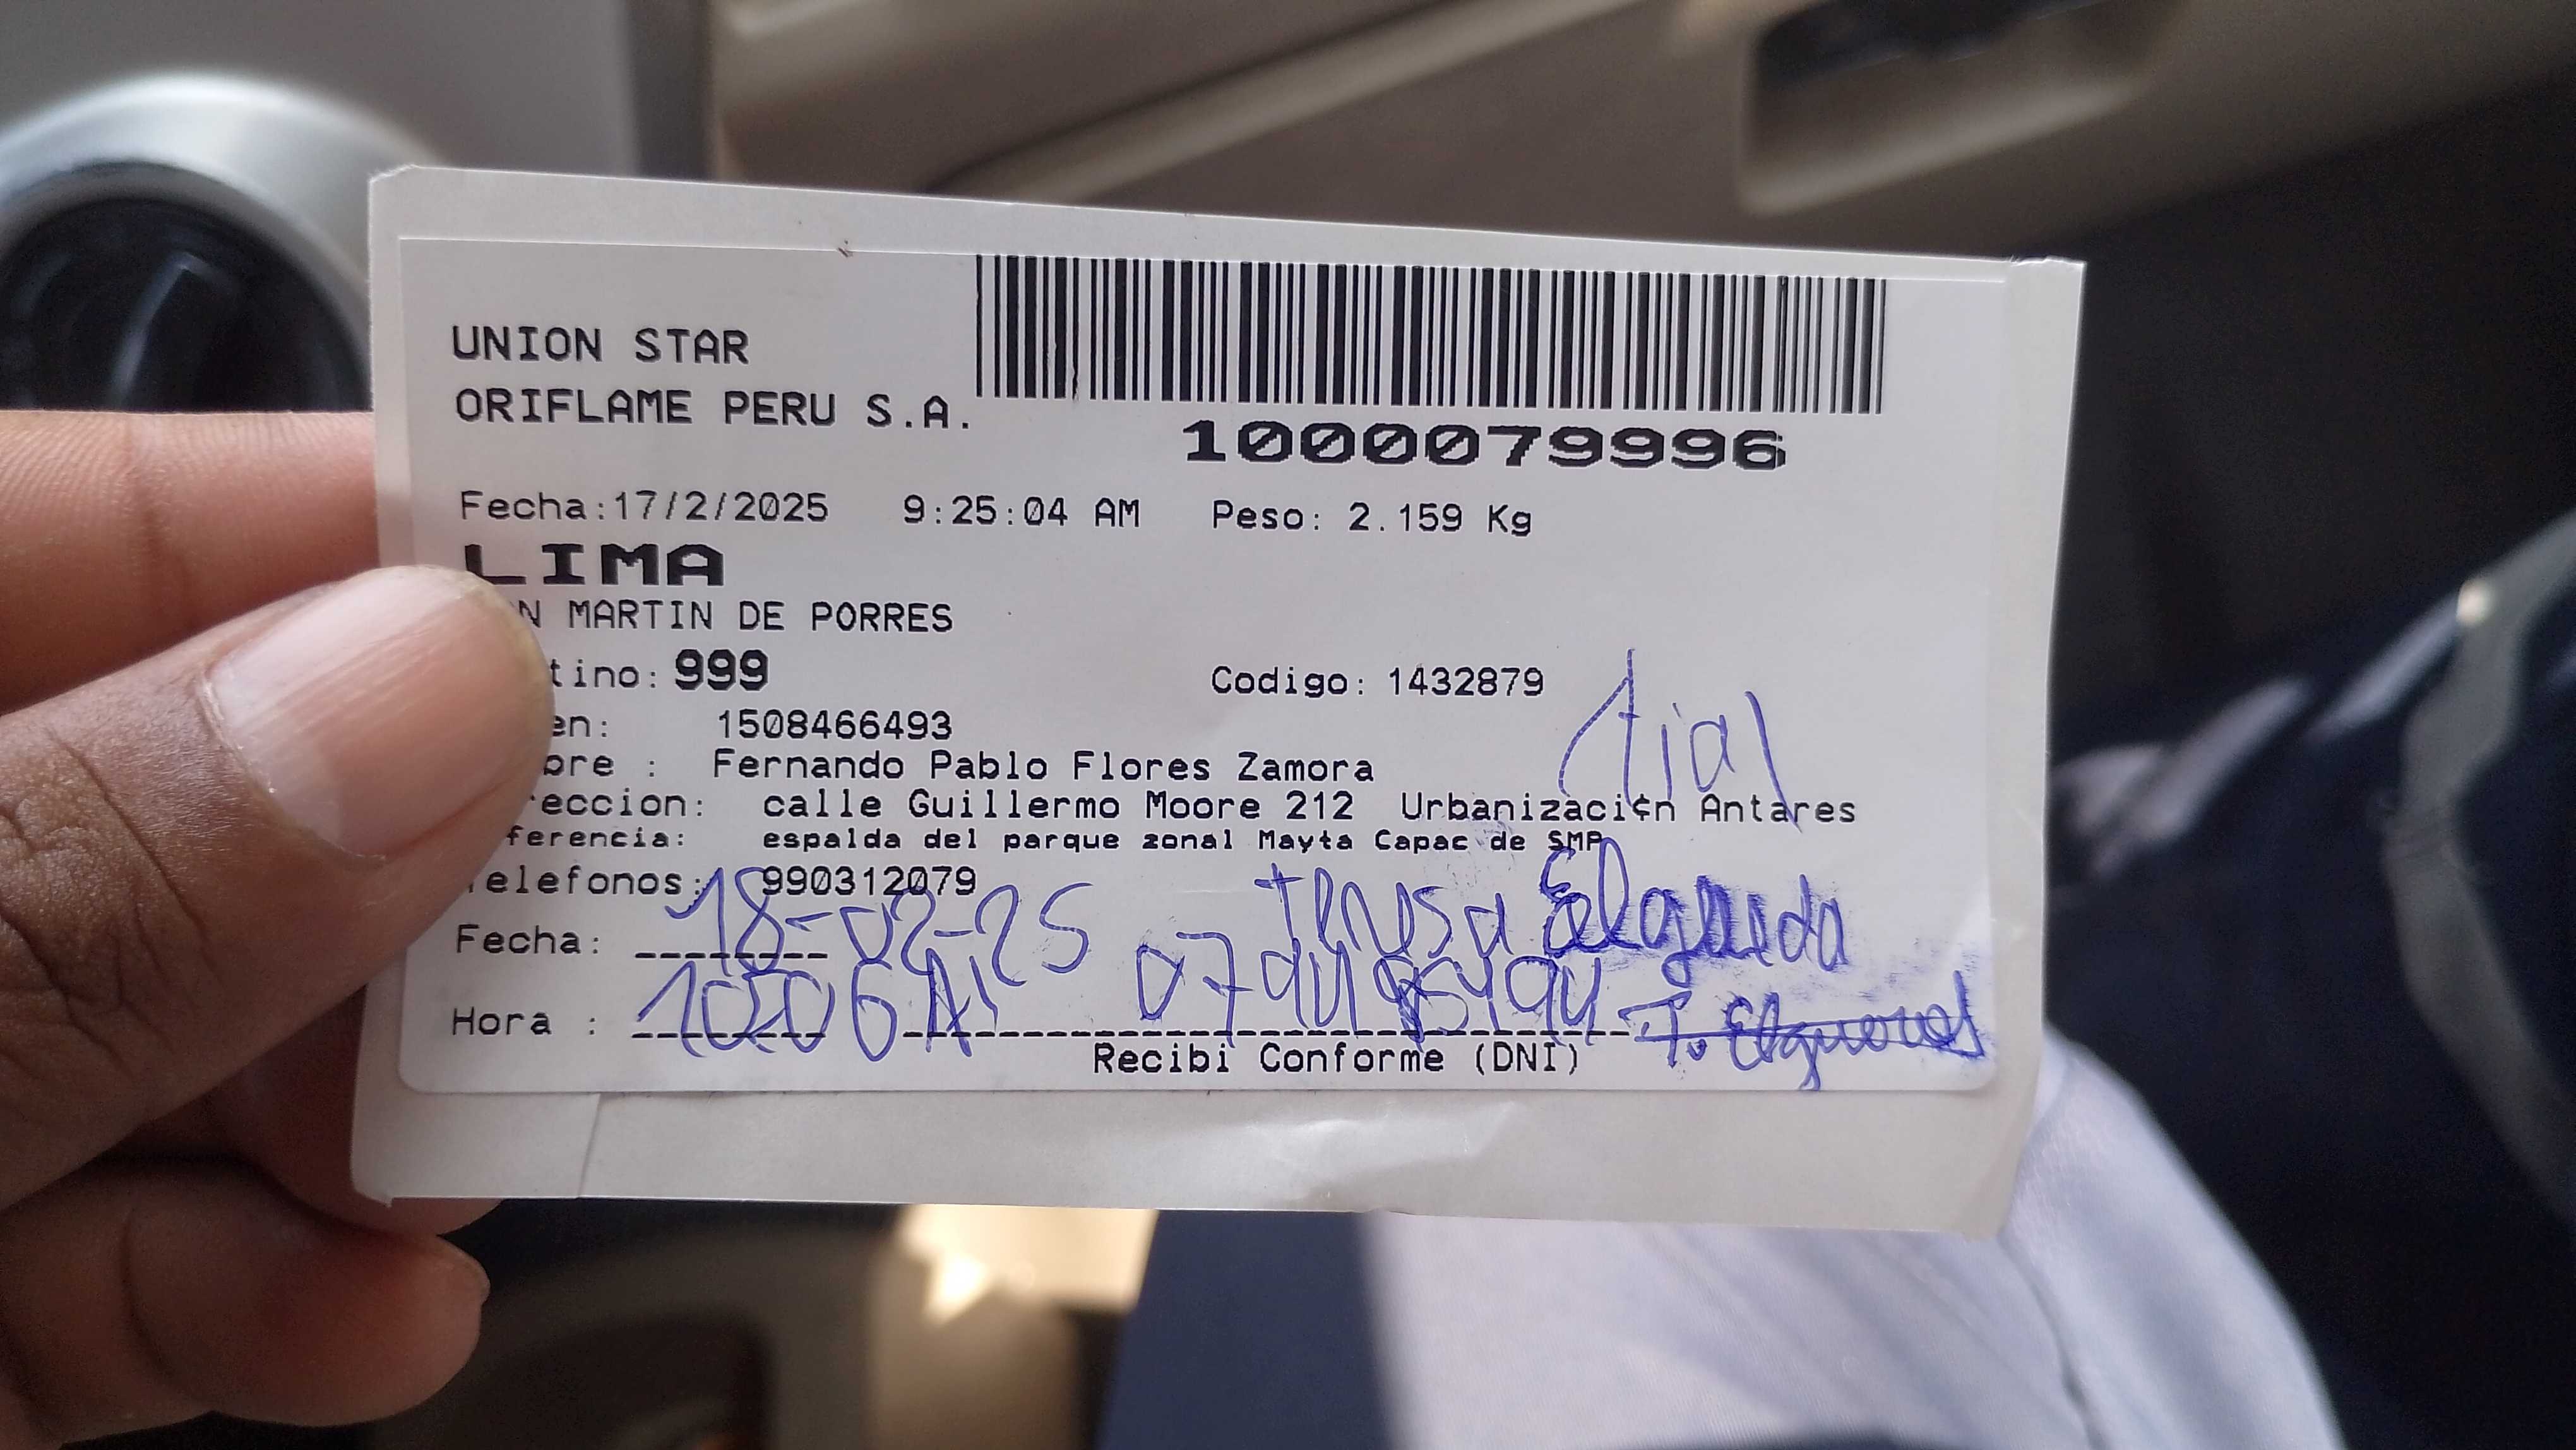 UNION STAR
ORIFLAME PERU S.A.
1000079996
Fecha:17/2/2025 9:25:04 AM Peso: 2.159 Kg
LIMA
N MARTIN DE PORRES
tino: 999 Codigo: 1432879
en: 1508466493
bre : Fernando Pablo Flores Zamora
reccion: calle Guillermo Moore 212 Urbanizaci¢n Antares
ferencia: espalda del parque zonal Mayta Capac de SMP
elefonos: 990312079
Fecha: 18-02-25 Teresa
Hora :
Recibi Conforme (DNI)